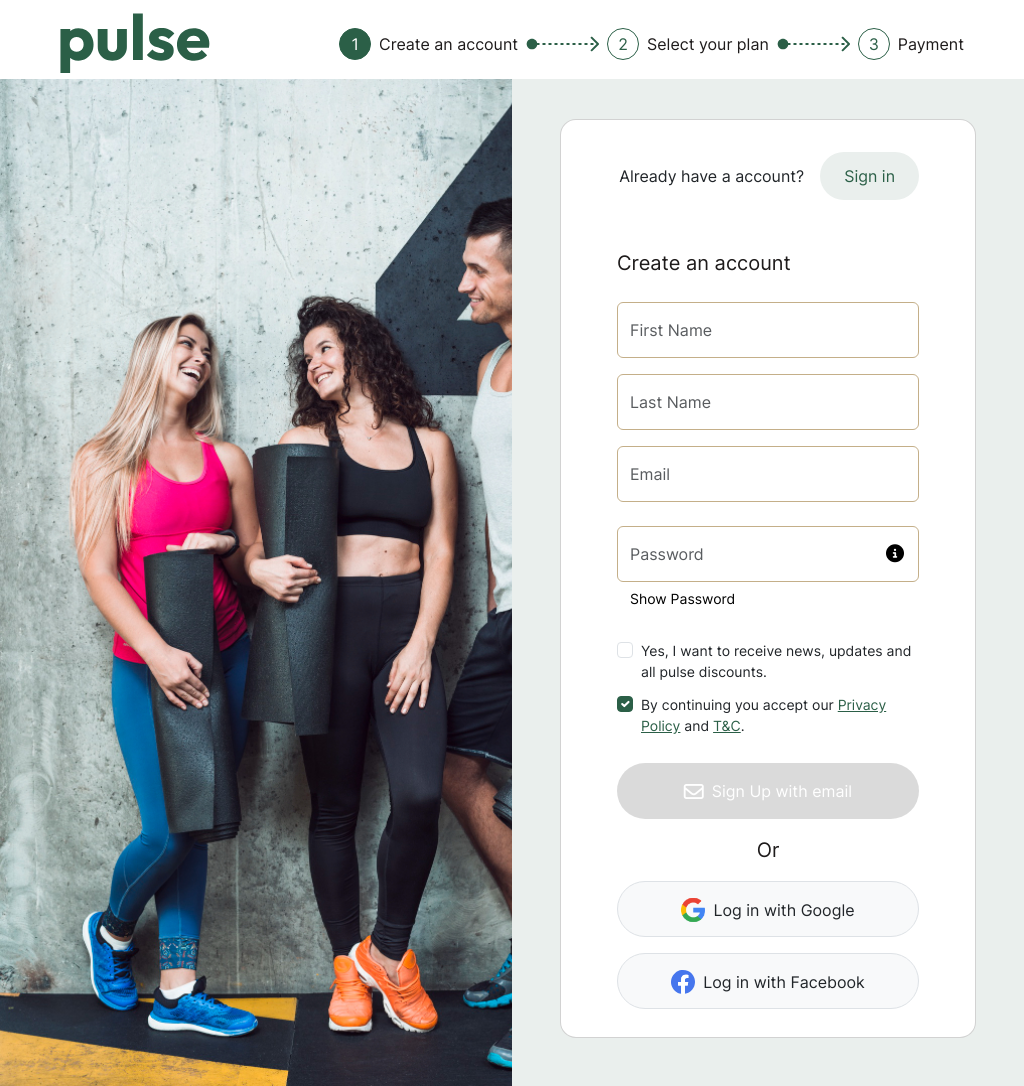 pulse
1 Create an account 2 Select your plan 3 Payment
Already have a account? Sign in
Create an account
First Name
Last Name
Email
Password
Show Password
Yes, I want to receive news, updates and
all pulse discounts.
By continuing you accept our Privacy
Policy and T&C.
Sign Up with email
Or
Log in with Google
Log in with Facebook